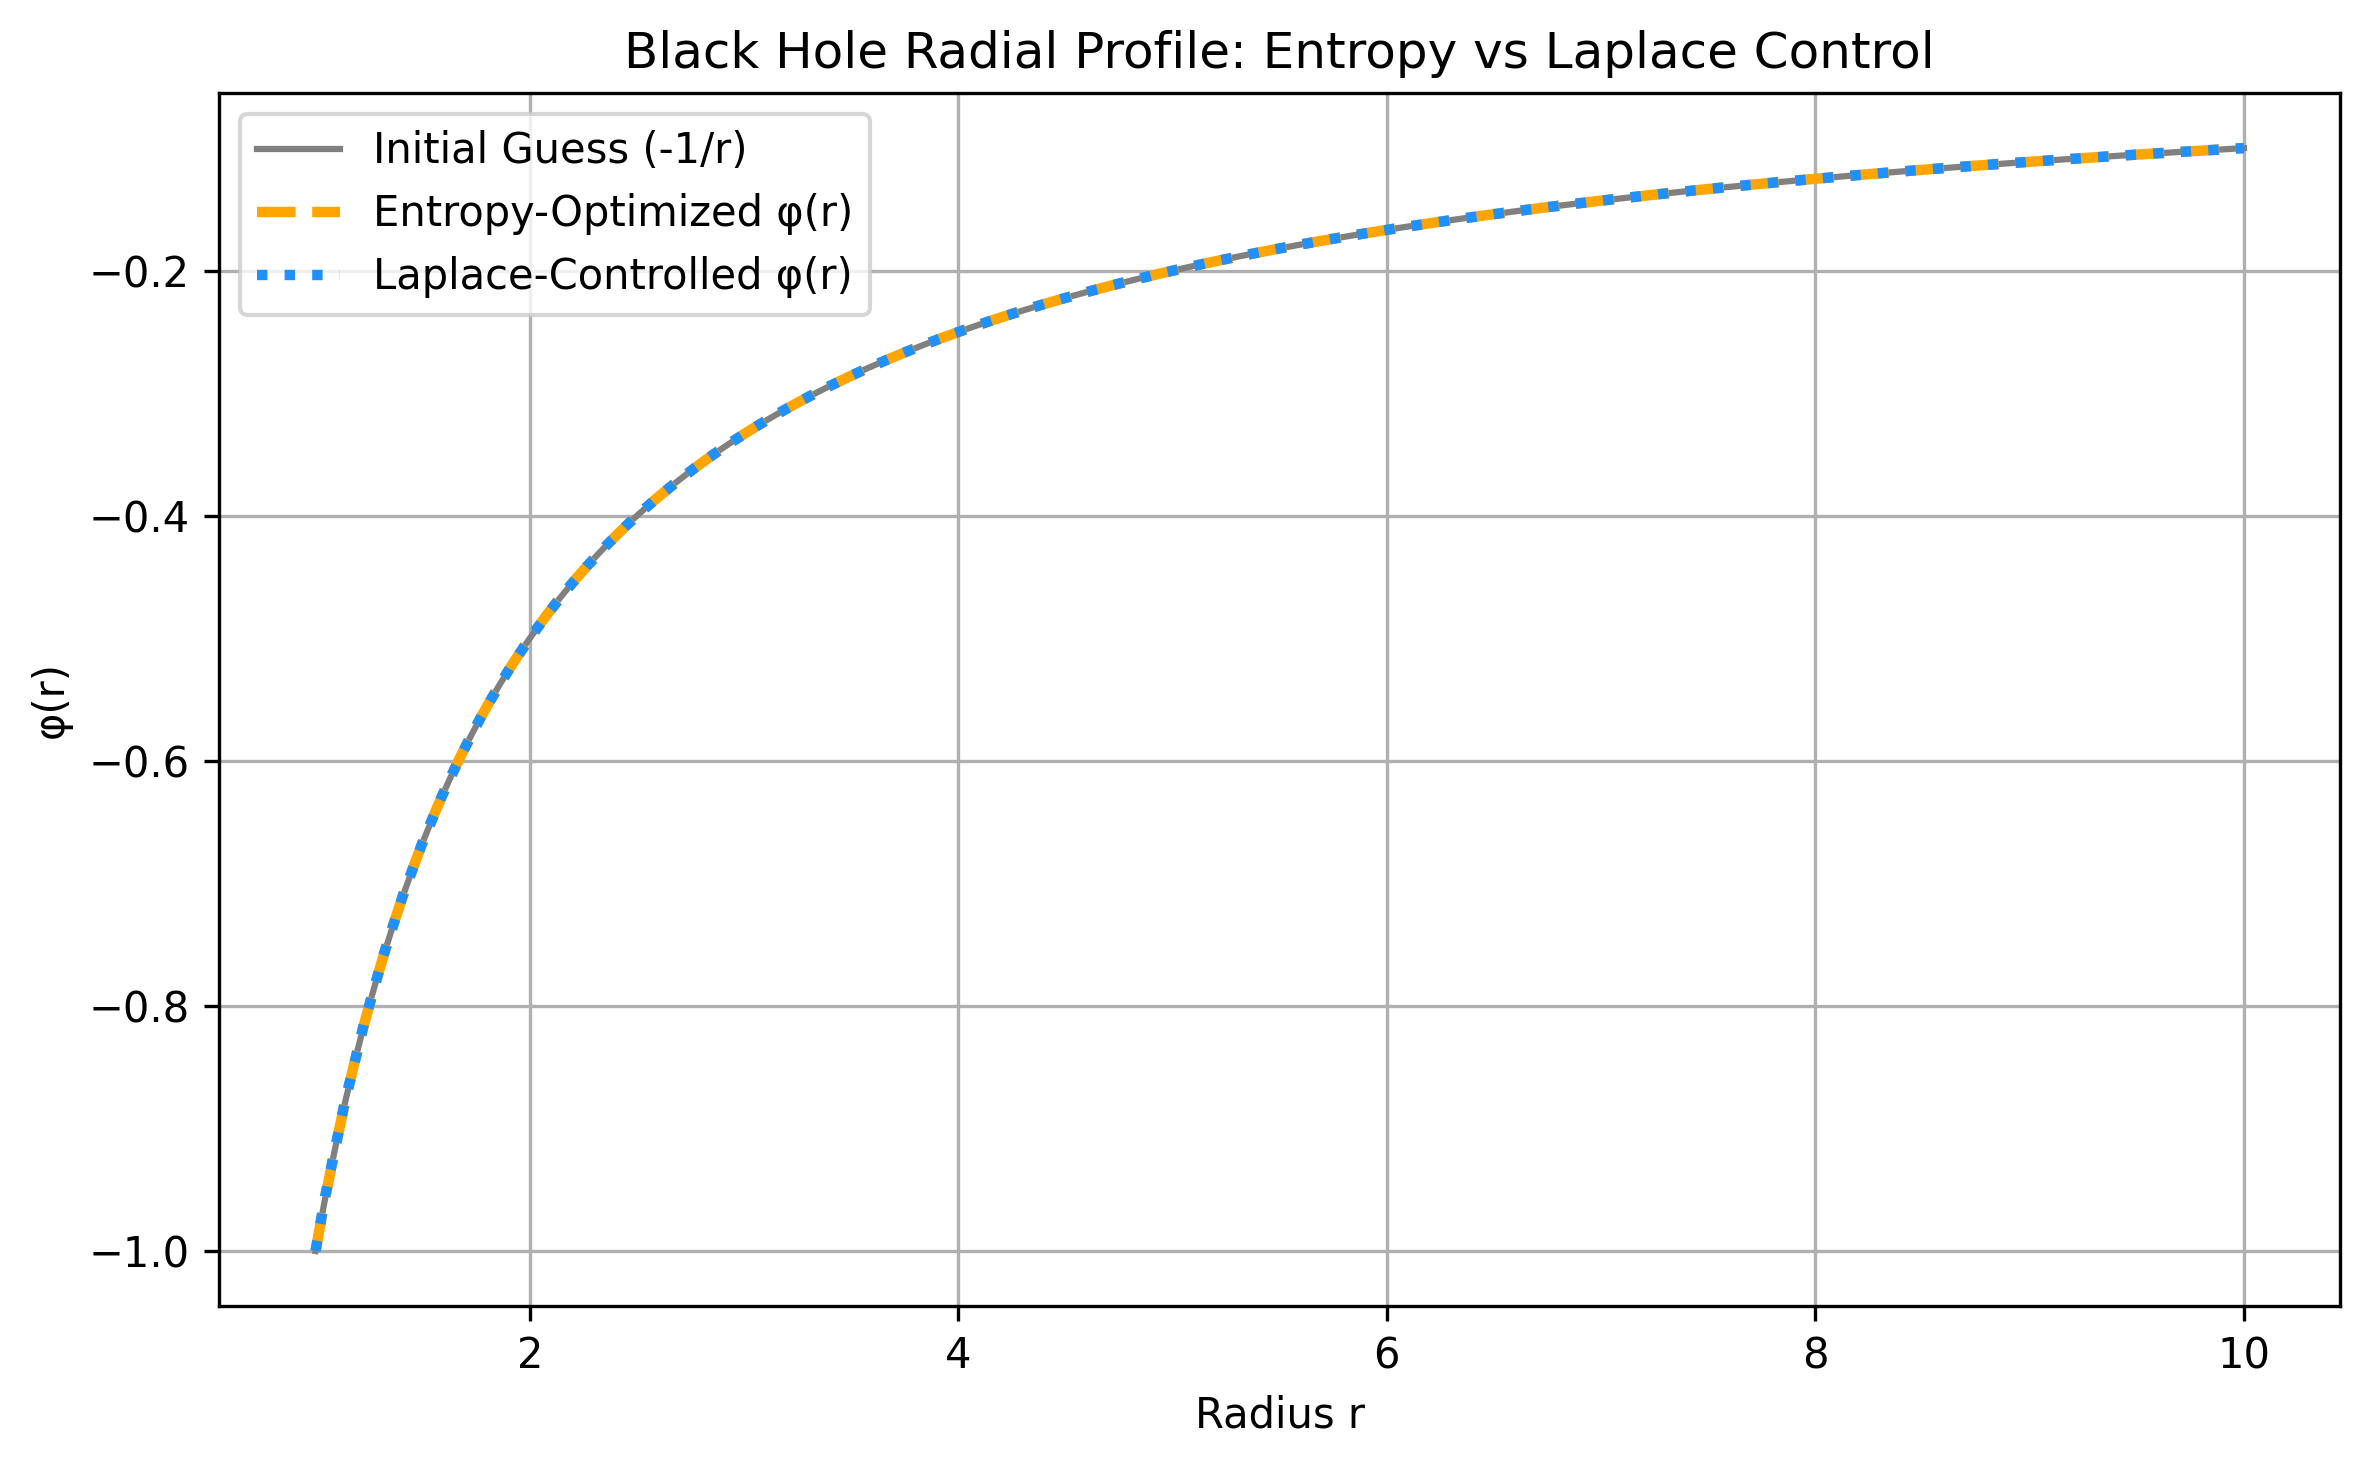 Black Hole Radial Profile: Entropy vs Laplace Control
Initial Guess (-1/r)
Entropy-Optimized φ(r)
Laplace-Controlled φ(r)
−0.2
−0.4
−0.6
−0.8
−1.0
φ(r)
2 4 6 8 10
Radius r